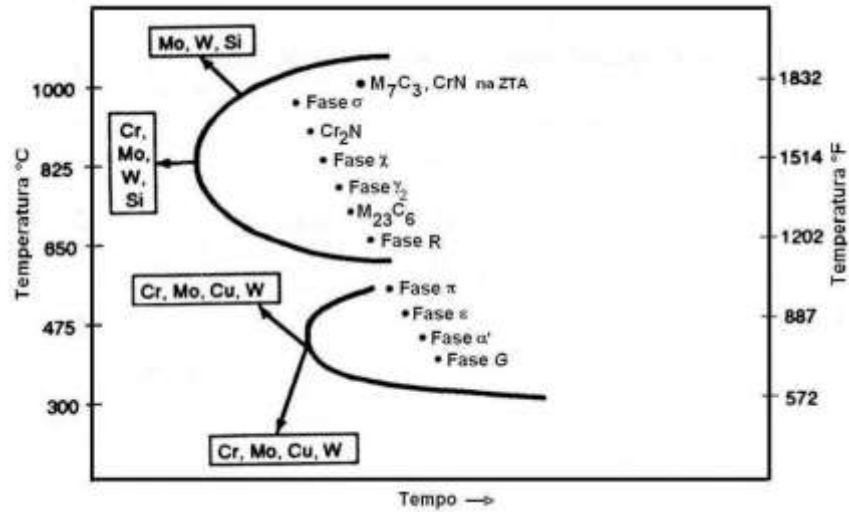 Mo, W, Si
M7C3, CrN na ZTA
1000
1832
Fase σ
Cr,
Mo,
W,
Si
Cr2N
825
Fase χ
1514
Fase γ2
M23C6
Fase R
650
1202
Temperatura °C
Temperatura °F
Cr, Mo, Cu, W
Fase π
Fase ε
475
887
Fase α'
Fase G
300
572
Cr, Mo, Cu, W
Tempo →